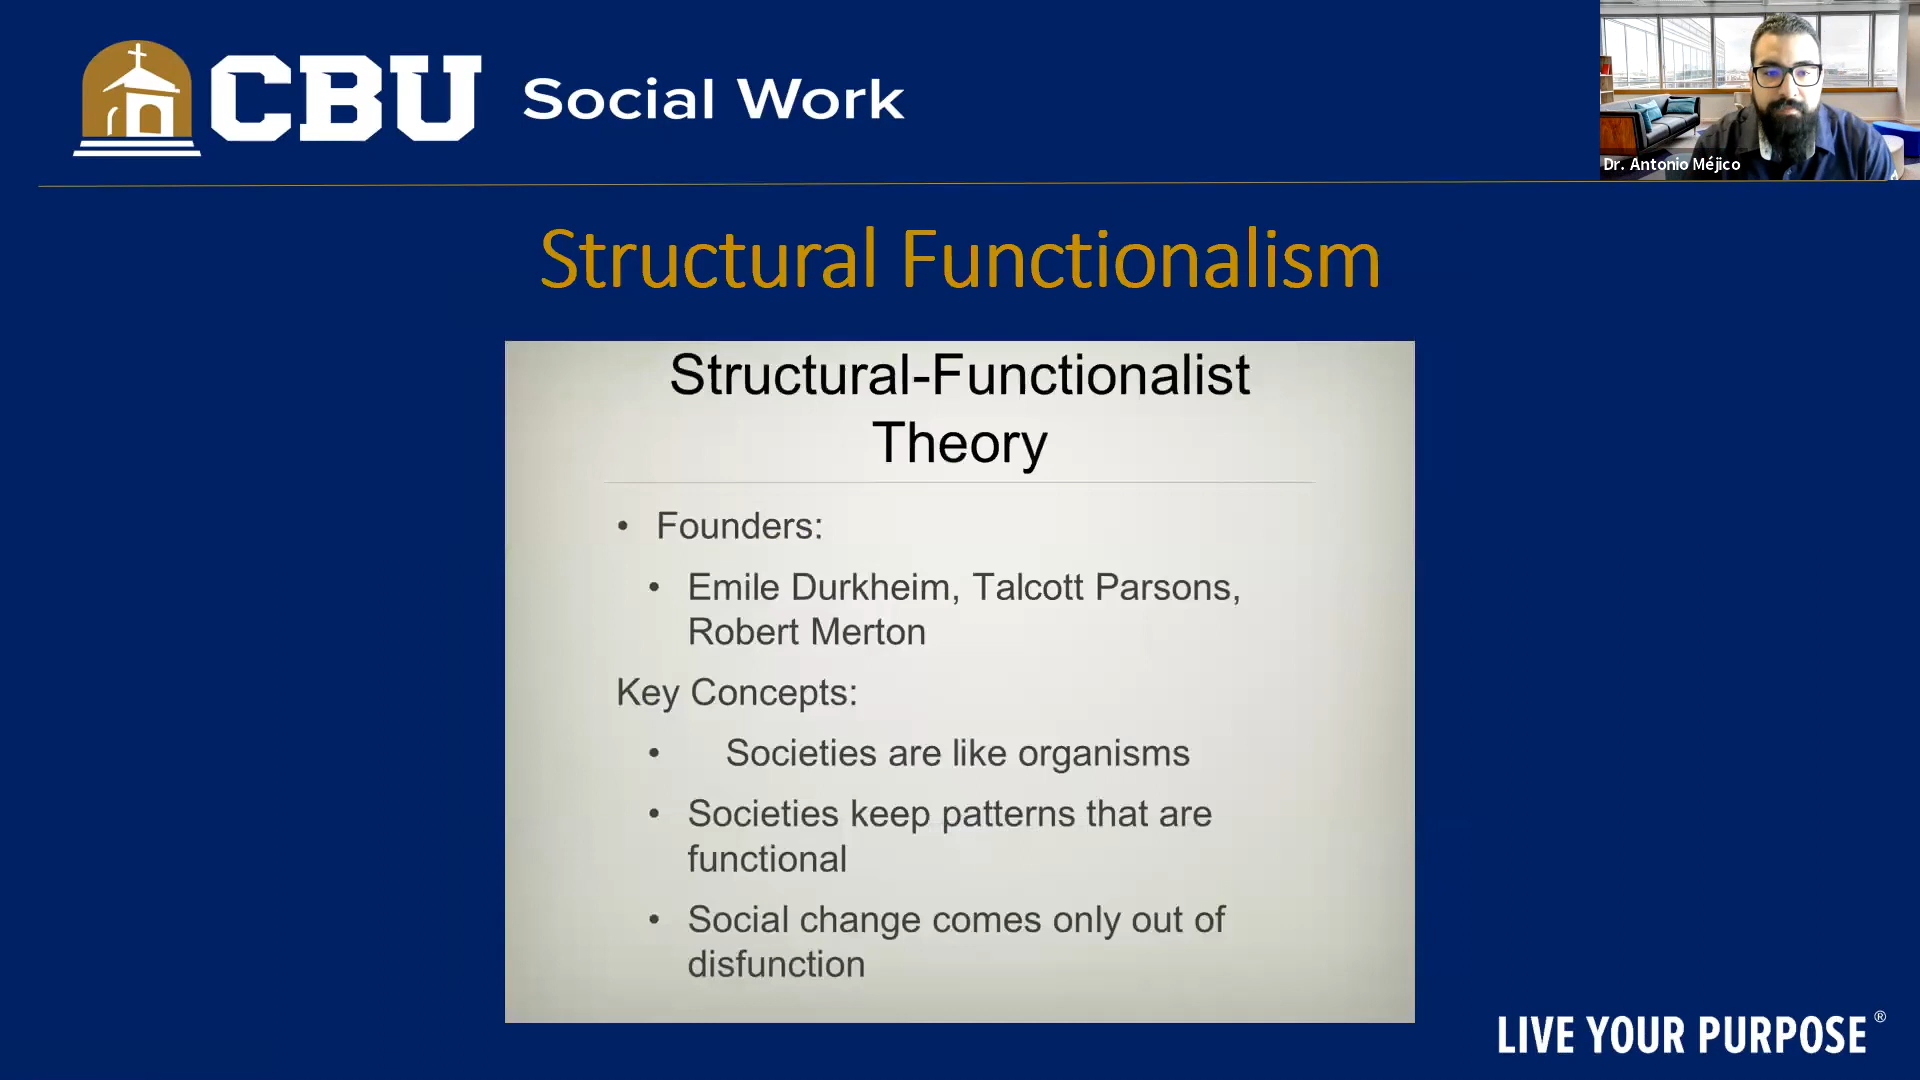 CBU Social Work
Dr. Antonio Méjico
Structural Functionalism
Structural-Functionalist
Theory
• Founders:
• Emile Durkheim, Talcott Parsons,
Robert Merton
Key Concepts:
• Societies are like organisms
• Societies keep patterns that are
functional
• Social change comes only out of
disfunction
LIVE YOUR PURPOSE®